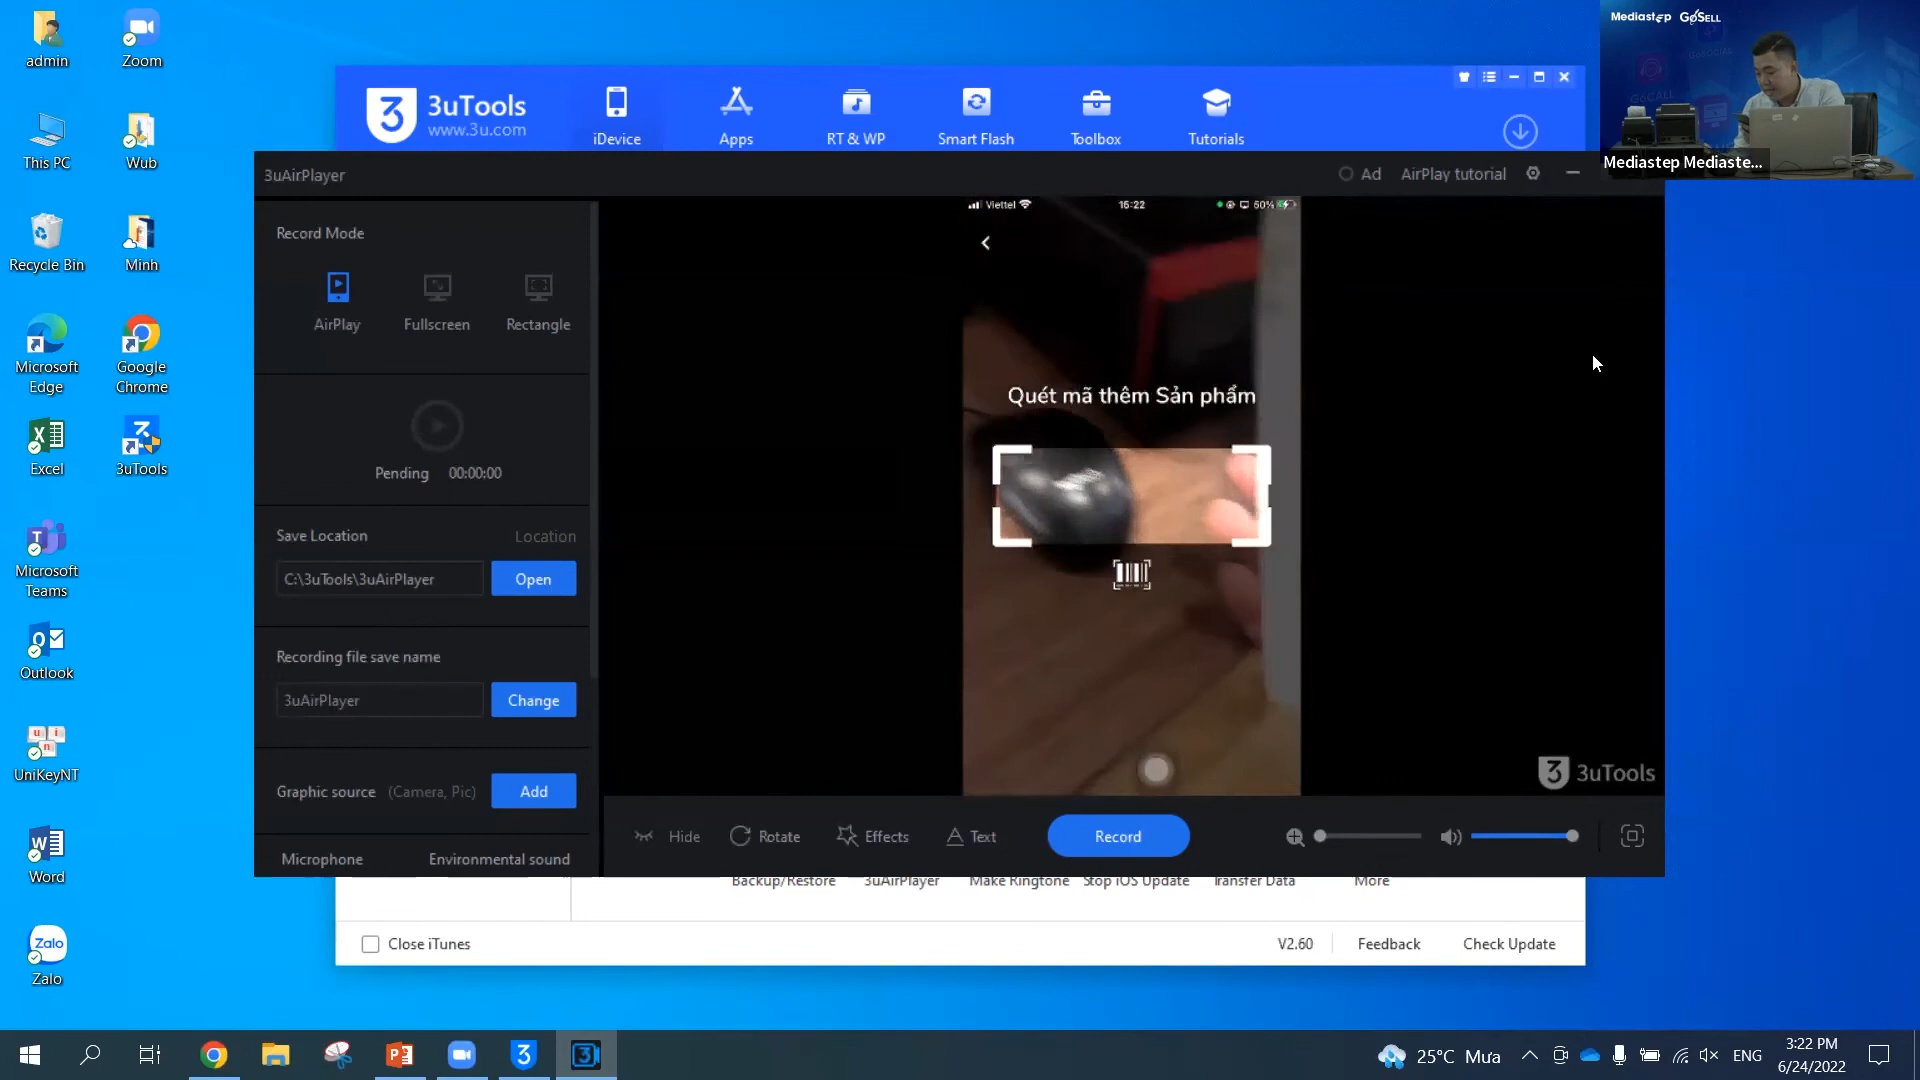 admin
Zoom
This PC
Wub
Recycle Bin
Minh
Microsoft
Edge
Google
Chrome
Excel
3uTools
Microsoft
Teams
Outlook
UniKeyNT
Word
Zalo
Zalo
3uTools
www.3u.com
iDevice
Apps
RT & WP
Smart Flash
Toolbox
Tutorials
Mediastep GoSELL
GoSOCIAL
GoCALL
Mediastep Mediaste...
3uAirPlayer
Ad
AirPlay tutorial
Record Mode
AirPlay
Fullscreen
Rectangle
Pending 00:00:00
Save Location
Location
C:\3uTools\3uAirPlayer
Open
Recording file save name
3uAirPlayer
Change
Graphic source (Camera, Pic)
Add
Microphone
Environmental sound
Viettel
15:22
60%
Quét mã thêm Sản phẩm
3uTools
Hide
Rotate
Effects
Text
Record
Backup/Restore
3uAirPlayer
Make Ringtone
Stop iOS Update
Transfer Data
More
Close iTunes
V2.60
Feedback
Check Update
25°C Mưa
ENG
3:22 PM
6/24/2022